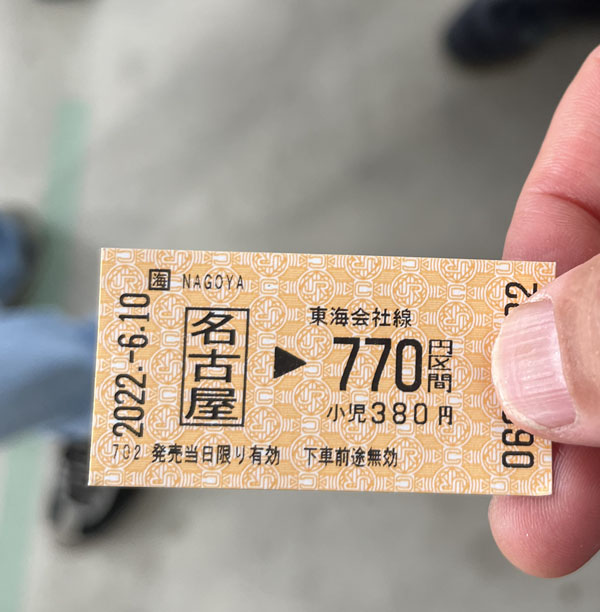 海 NAGOYA
2022.-6.10
名古屋
▶
東海会社線
770円区間
小児380円
702 発売当日限り有効 下車前途無効